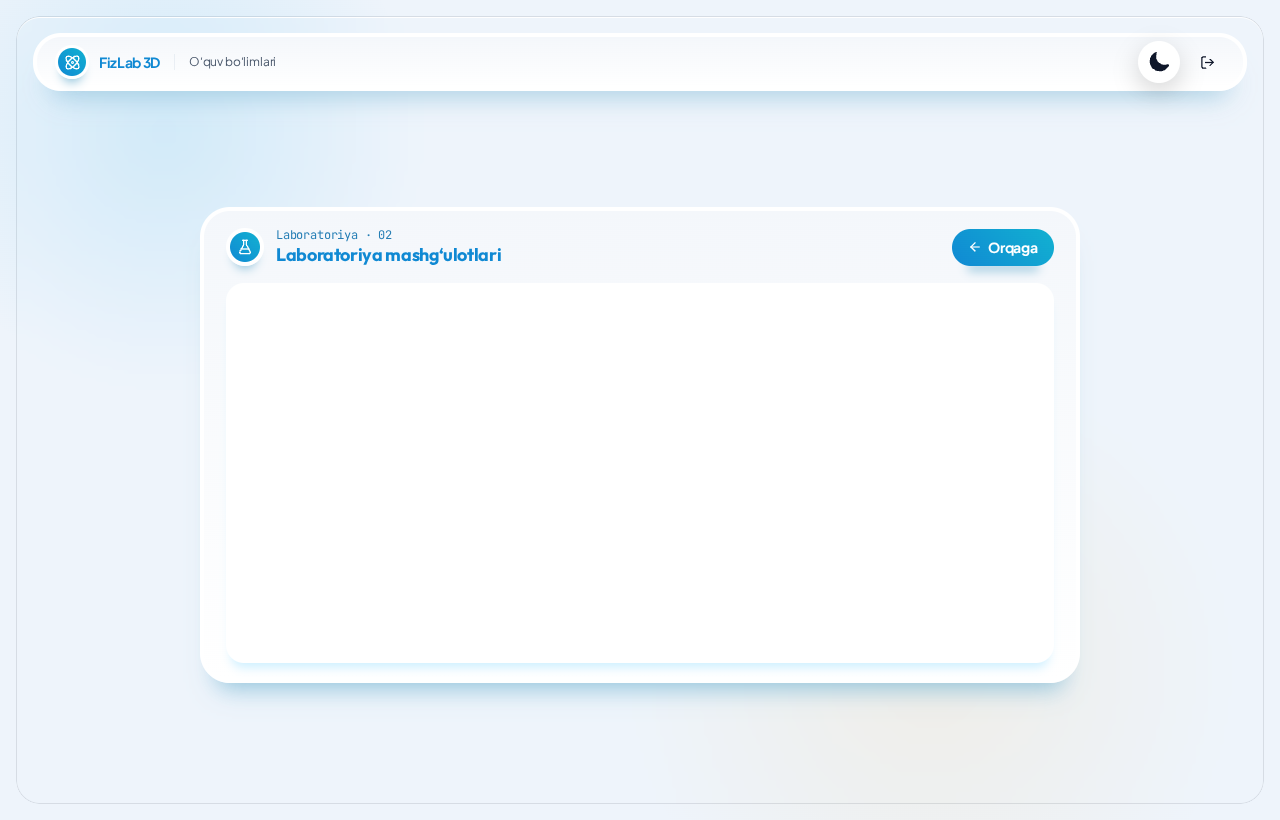 FizLab 3D
O'quv bo'limlari
Laboratoriya · 02
Laboratoriya mashg‘ulotlari
Orqaga